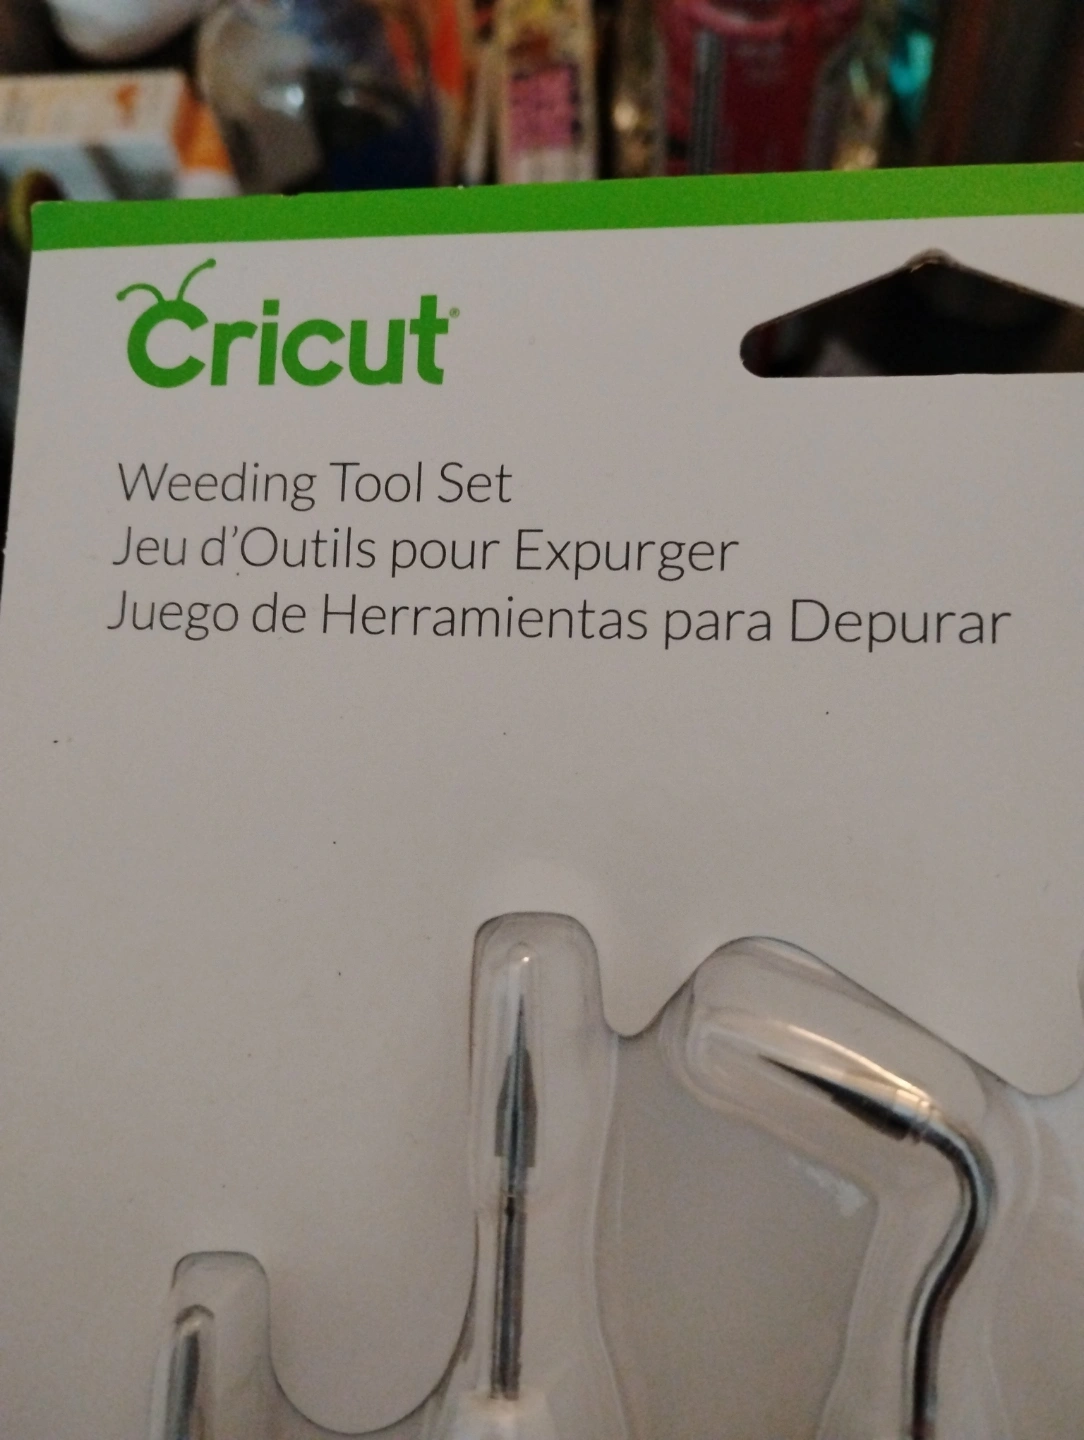 Cricut®
Weeding Tool Set
Jeu d'Outils pour Expurger
Juego de Herramientas para Depurar